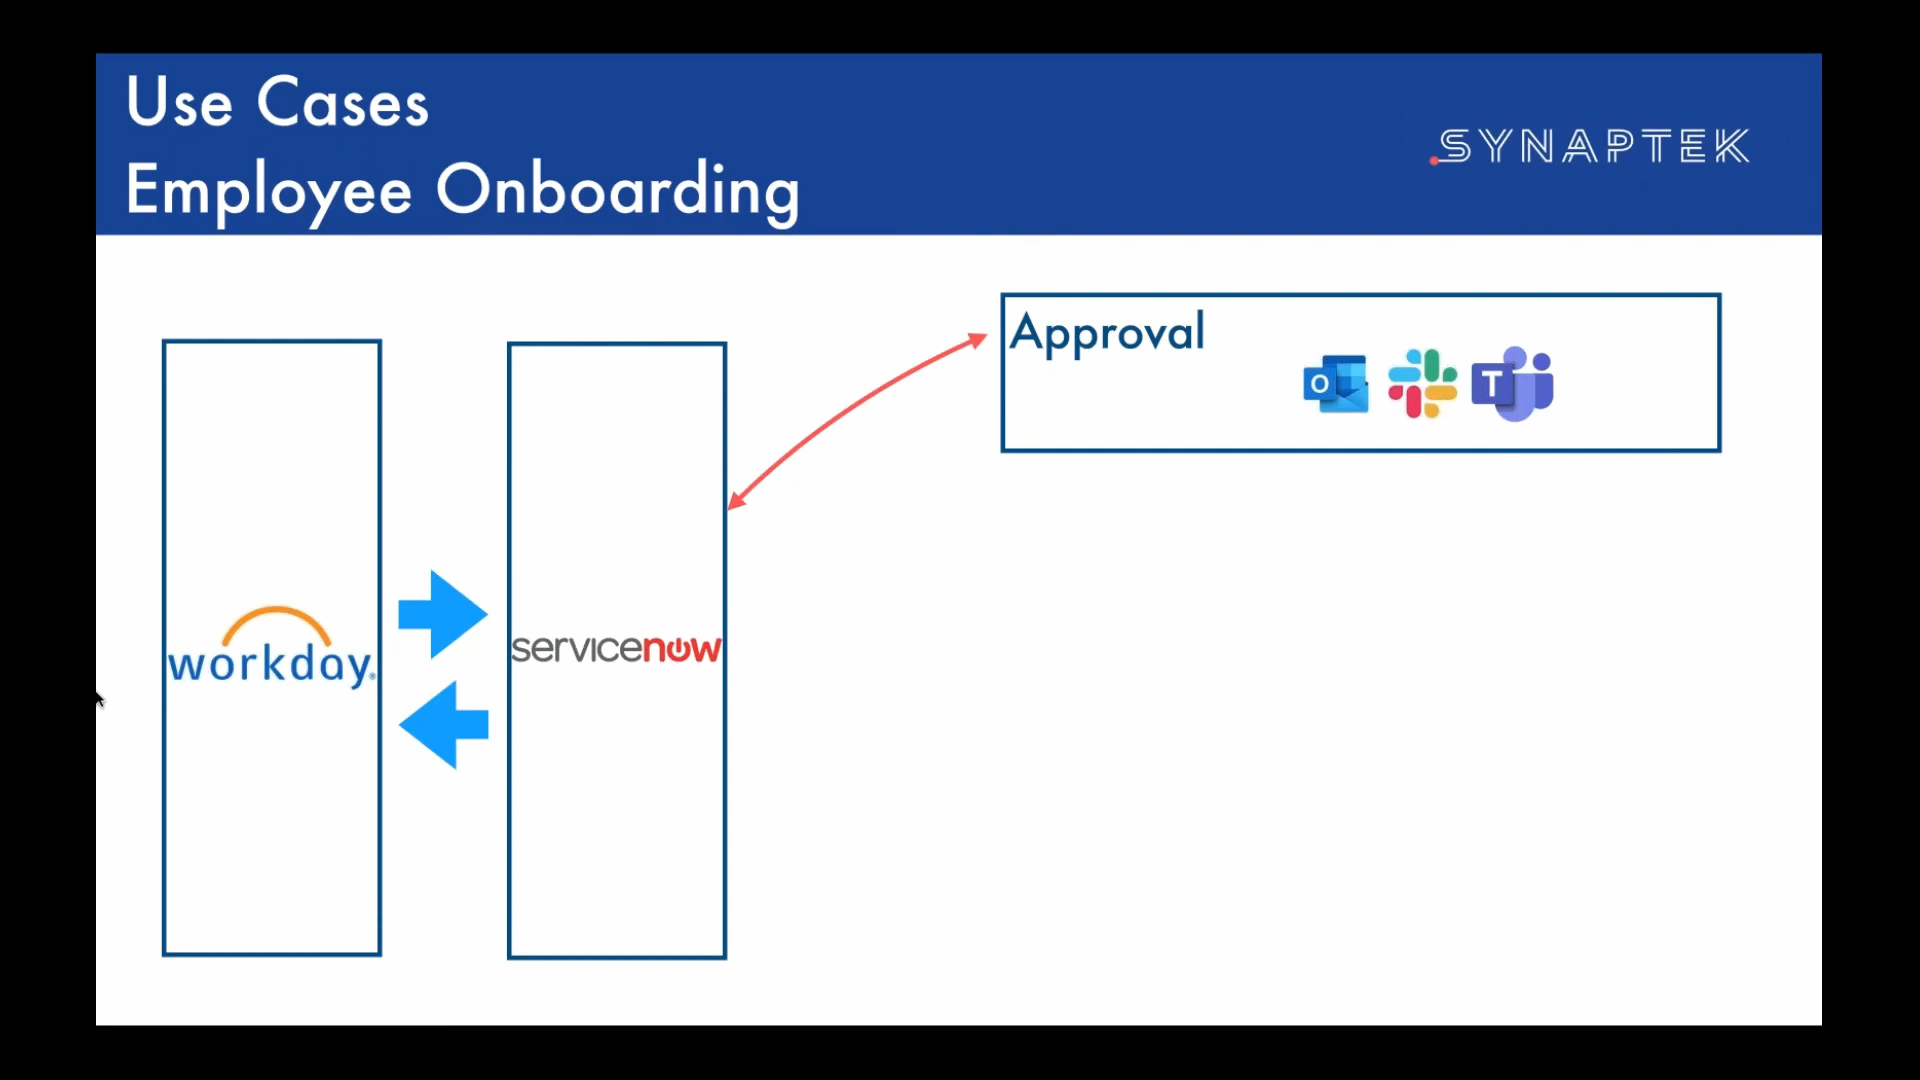 Use Cases
Employee Onboarding
SYNAPTEK
Approval
O
T
workday®
servicenow